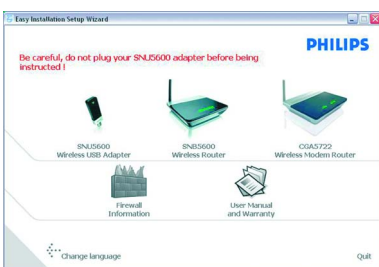 Easy Installation Setup Wizard
PHILIPS
Be careful, do not plug your SNU5600 adapter before being
instructed !
SNU5600
Wireless USB Adapter
SNB5600
Wireless Router
CGA5722
Wireless Modem Router
Firewall
Information
User Manual
and Warranty
Change language
Quit